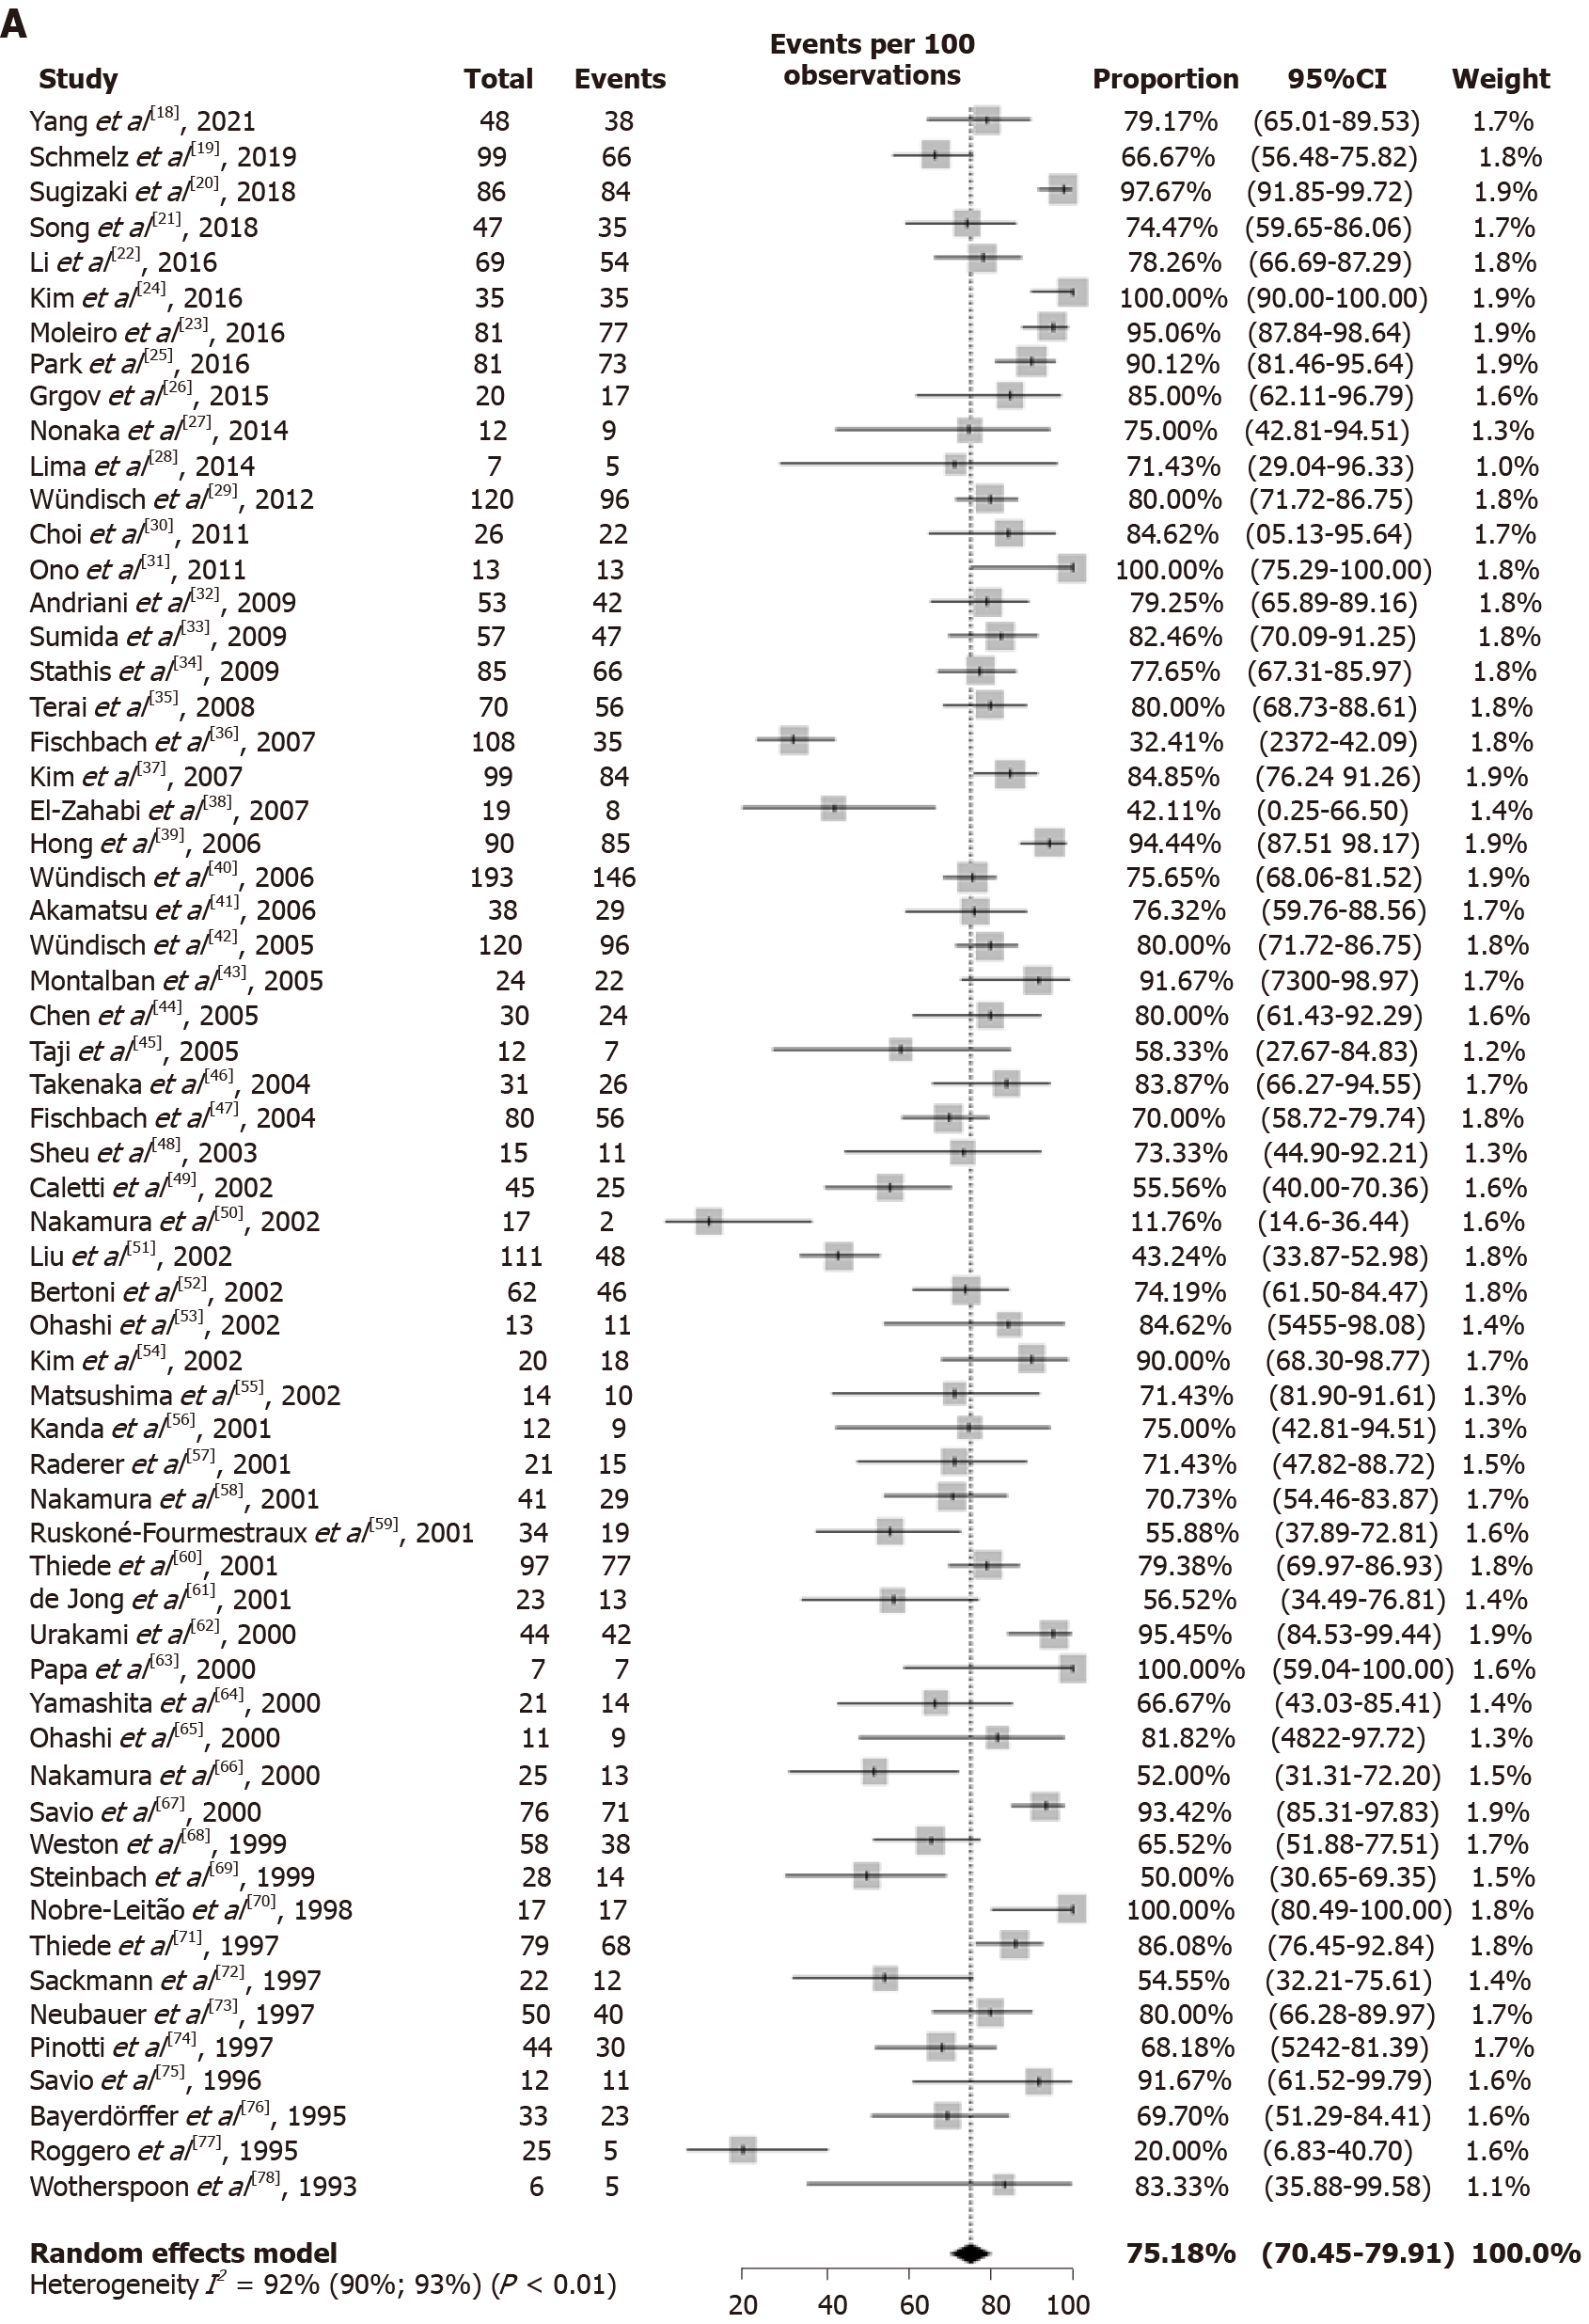 A
Events per 100
observations
Study Total Events Proportion 95%CI Weight
Yang et al[18], 2021 48 38 79.17% (65.01-89.53) 1.7%
Schmelz et al[19], 2019 99 66 66.67% (56.48-75.82) 1.8%
Sugizaki et al[20], 2018 86 84 97.67% (91.85-99.72) 1.9%
Song et al[21], 2018 47 35 74.47% (59.65-86.06) 1.7%
Li et al[22], 2016 69 54 78.26% (66.69-87.29) 1.8%
Kim et al[24], 2016 35 35 100.00% (90.00-100.00) 1.9%
Moleiro et al[23], 2016 81 77 95.06% (87.84-98.64) 1.9%
Park et al[25], 2016 81 73 90.12% (81.46-95.64) 1.9%
Grgov et al[26], 2015 20 17 85.00% (62.11-96.79) 1.6%
Nonaka et al[27], 2014 12 9 75.00% (42.81-94.51) 1.3%
Lima et al[28], 2014 7 5 71.43% (29.04-96.33) 1.0%
Wündisch et al[29], 2012 120 96 80.00% (71.72-86.75) 1.8%
Choi et al[30], 2011 26 22 84.62% (05.13-95.64) 1.7%
Ono et al[31], 2011 13 13 100.00% (75.29-100.00) 1.8%
Andriani et al[32], 2009 53 42 79.25% (65.89-89.16) 1.8%
Sumida et al[33], 2009 57 47 82.46% (70.09-91.25) 1.8%
Stathis et al[34], 2009 85 66 77.65% (67.31-85.97) 1.8%
Terai et al[35], 2008 70 56 80.00% (68.73-88.61) 1.8%
Fischbach et al[36], 2007 108 35 32.41% (2372-42.09) 1.8%
Kim et al[37], 2007 99 84 84.85% (76.24 91.26) 1.9%
El-Zahabi et al[38], 2007 19 8 42.11% (0.25-66.50) 1.4%
Hong et al[39], 2006 90 85 94.44% (87.51 98.17) 1.9%
Wündisch et al[40], 2006 193 146 75.65% (68.06-81.52) 1.9%
Akamatsu et al[41], 2006 38 29 76.32% (59.76-88.56) 1.7%
Wündisch et al[42], 2005 120 96 80.00% (71.72-86.75) 1.8%
Montalban et al[43], 2005 24 22 91.67% (7300-98.97) 1.7%
Chen et al[44], 2005 30 24 80.00% (61.43-92.29) 1.6%
Taji et al[45], 2005 12 7 58.33% (27.67-84.83) 1.2%
Takenaka et al[46], 2004 31 26 83.87% (66.27-94.55) 1.7%
Fischbach et al[47], 2004 80 56 70.00% (58.72-79.74) 1.8%
Sheu et al[48], 2003 15 11 73.33% (44.90-92.21) 1.3%
Caletti et al[49], 2002 45 25 55.56% (40.00-70.36) 1.6%
Nakamura et al[50], 2002 17 2 11.76% (14.6-36.44) 1.6%
Liu et al[51], 2002 111 48 43.24% (33.87-52.98) 1.8%
Bertoni et al[52], 2002 62 46 74.19% (61.50-84.47) 1.8%
Ohashi et al[53], 2002 13 11 84.62% (5455-98.08) 1.4%
Kim et al[54], 2002 20 18 90.00% (68.30-98.77) 1.7%
Matsushima et al[55], 2002 14 10 71.43% (81.90-91.61) 1.3%
Kanda et al[56], 2001 12 9 75.00% (42.81-94.51) 1.3%
Raderer et al[57], 2001 21 15 71.43% (47.82-88.72) 1.5%
Nakamura et al[58], 2001 41 29 70.73% (54.46-83.87) 1.7%
Ruskoné-Fourmestraux et al[59], 2001 34 19 55.88% (37.89-72.81) 1.6%
Thiede et al[60], 2001 97 77 79.38% (69.97-86.93) 1.8%
de Jong et al[61], 2001 23 13 56.52% (34.49-76.81) 1.4%
Urakami et al[62], 2000 44 42 95.45% (84.53-99.44) 1.9%
Papa et al[63], 2000 7 7 100.00% (59.04-100.00) 1.6%
Yamashita et al[64], 2000 21 14 66.67% (43.03-85.41) 1.4%
Ohashi et al[65], 2000 11 9 81.82% (4822-97.72) 1.3%
Nakamura et al[66], 2000 25 13 52.00% (31.31-72.20) 1.5%
Savio et al[67], 2000 76 71 93.42% (85.31-97.83) 1.9%
Weston et al[68], 1999 58 38 65.52% (51.88-77.51) 1.7%
Steinbach et al[69], 1999 28 14 50.00% (30.65-69.35) 1.5%
Nobre-Leitão et al[70], 1998 17 17 100.00% (80.49-100.00) 1.8%
Thiede et al[71], 1997 79 68 86.08% (76.45-92.84) 1.8%
Sackmann et al[72], 1997 22 12 54.55% (32.21-75.61) 1.4%
Neubauer et al[73], 1997 50 40 80.00% (66.28-89.97) 1.7%
Pinotti et al[74], 1997 44 30 68.18% (5242-81.39) 1.7%
Savio et al[75], 1996 12 11 91.67% (61.52-99.79) 1.6%
Bayerdörffer et al[76], 1995 33 23 69.70% (51.29-84.41) 1.6%
Roggero et al[77], 1995 25 5 20.00% (6.83-40.70) 1.6%
Wotherspoon et al[78], 1993 6 5 83.33% (35.88-99.58) 1.1%
Random effects model 75.18% (70.45-79.91) 100.0%
Heterogeneity I² = 92% (90%; 93%) (P < 0.01)
20 40 60 80 100